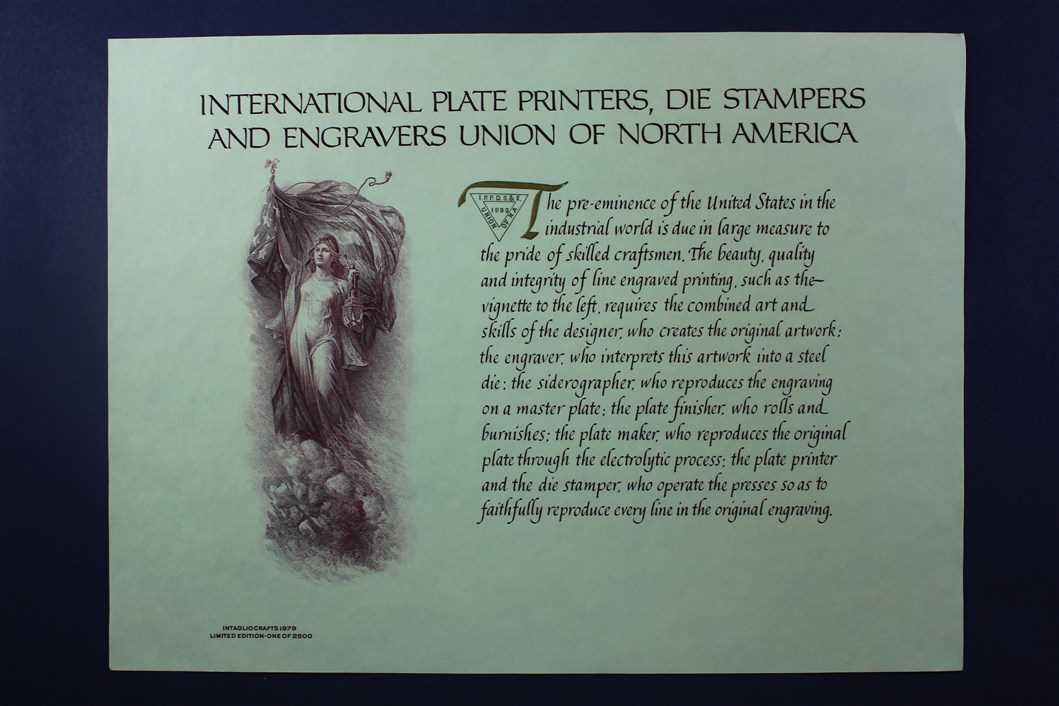 INTERNATIONAL PLATE PRINTERS, DIE STAMPERS
AND ENGRAVERS UNION OF NORTH AMERICA
I.P.P.D.S.&E.
1892
UNION OF N.A.
The pre-eminence of the United States in the
industrial world is due in large measure to
the pride of skilled craftsmen. The beauty, quality
and integrity of line engraved printing, such as the
vignette to the left, requires the combined art and
skills of the designer, who creates the original artwork;
the engraver, who interprets this artwork into a steel
die; the siderographer, who reproduces the engraving
on a master plate; the plate finisher, who rolls and
burnishes; the plate maker, who reproduces the original
plate through the electrolytic process; the plate printer
and the die stamper, who operate the presses so as to
faithfully reproduce every line in the original engraving.
INTAGLIO CRAFTS 1979
LIMITED EDITION-ONE OF 2500